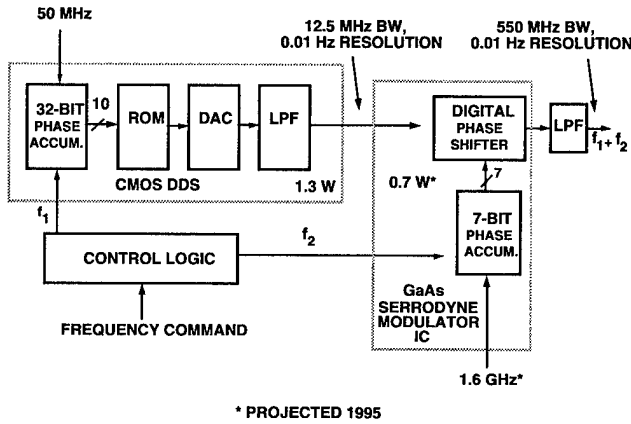 50 MHz
12.5 MHz BW,
0.01 Hz RESOLUTION
550 MHz BW,
0.01 Hz RESOLUTION
32-BIT
PHASE
ACCUM.
10
ROM
DAC
LPF
CMOS DDS
1.3 W
DIGITAL
PHASE
SHIFTER
LPF
f1 + f2
0.7 W*
7
7-BIT
PHASE
ACCUM.
f1
CONTROL LOGIC
f2
GaAs
SERRODYNE
MODULATOR
IC
FREQUENCY COMMAND
1.6 GHz*
* PROJECTED 1995